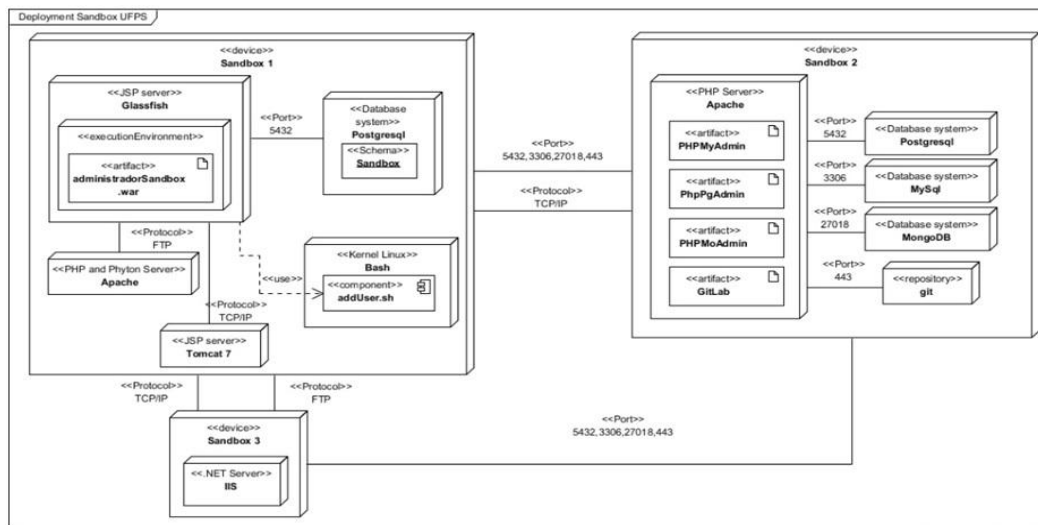 Deployment Sandbox UFPS
<<device>>
Sandbox 1
<<JSP server>>
Glassfish
<<executionEnvironment>>
<<artifact>>
administradorSandbox
.war
<<Port>>
5432
<<Database
system>>
Postgresql
<<Schema>>
Sandbox
<<Protocol>>
FTP
<<PHP and Phyton Server>>
Apache
<<use>>
<<Kernel Linux>>
Bash
<<component>>
addUser.sh
<<Protocol>>
TCP/IP
<<JSP server>>
Tomcat 7
<<Port>>
5432,3306,27018,443
<<Protocol>>
TCP/IP
<<device>>
Sandbox 2
<<PHP Server>>
Apache
<<artifact>>
PHPMyAdmin
<<artifact>>
PhpPgAdmin
<<artifact>>
PHPMoAdmin
<<artifact>>
GitLab
<<Port>>
5432
<<Database system>>
Postgresql
<<Port>>
3306
<<Database system>>
MySql
<<Port>>
27018
<<Database system>>
MongoDB
<<Port>>
443
<<repository>>
git
<<Protocol>>
TCP/IP
<<Protocol>>
FTP
<<device>>
Sandbox 3
<<.NET Server>>
IIS
<<Port>>
5432,3306,27018,443